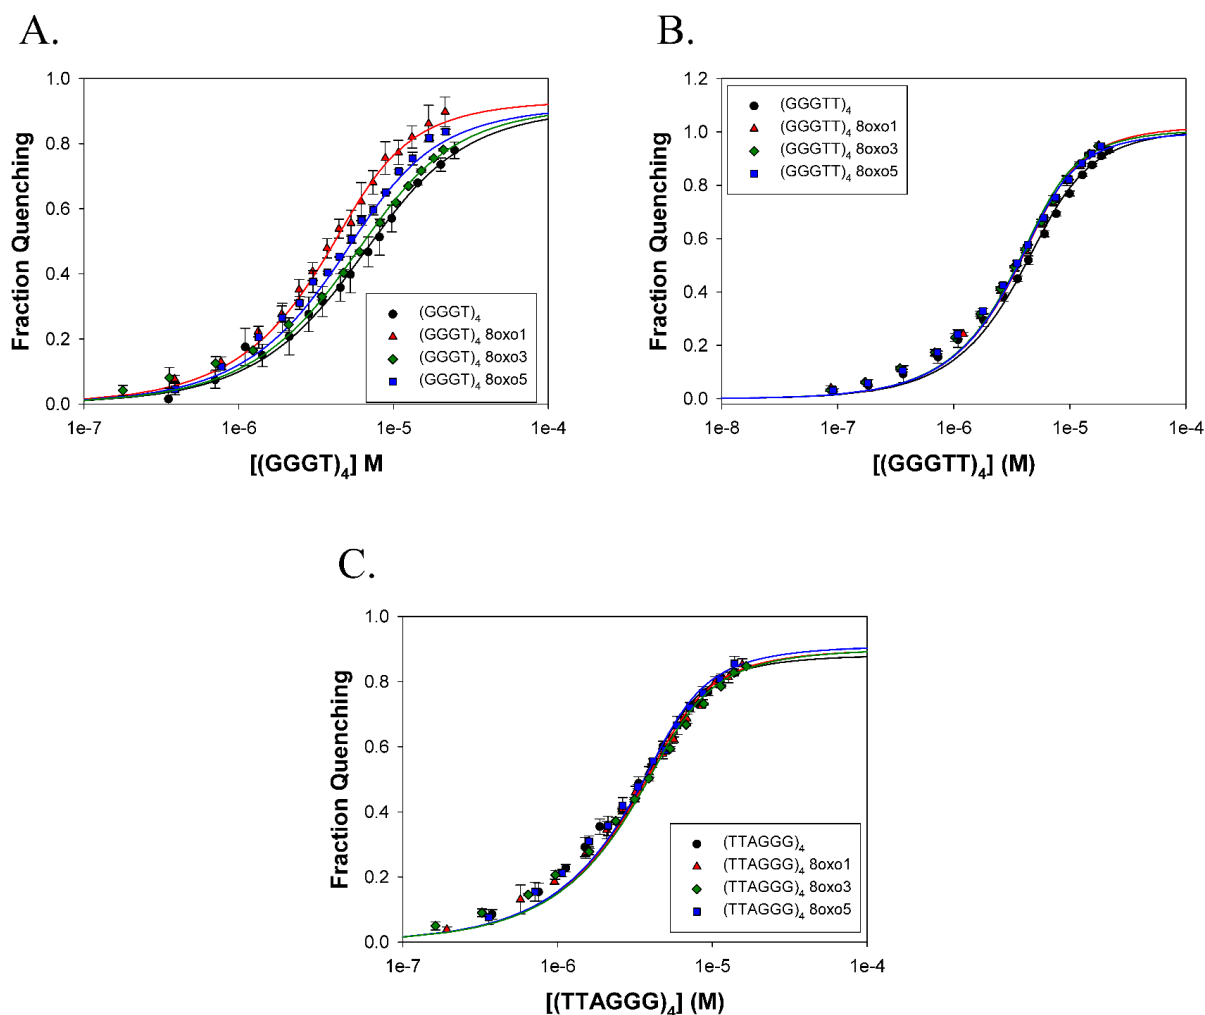 A.
Fraction Quenching
1.0
0.8
0.6
0.4
0.2
0.0
(GGGT)4
(GGGT)4 8oxo1
(GGGT)4 8oxo3
(GGGT)4 8oxo5
1e-7 1e-6 1e-5 1e-4
[(GGGT)4] M
B.
Fraction Quenching
1.2
1.0
0.8
0.6
0.4
0.2
0.0
(GGGTT)4
(GGGTT)4 8oxo1
(GGGTT)4 8oxo3
(GGGTT)4 8oxo5
1e-8 1e-7 1e-6 1e-5 1e-4
[(GGGTT)4] (M)
C.
Fraction Quenching
1.0
0.8
0.6
0.4
0.2
0.0
(TTAGGG)4
(TTAGGG)4 8oxo1
(TTAGGG)4 8oxo3
(TTAGGG)4 8oxo5
1e-7 1e-6 1e-5 1e-4
[(TTAGGG)4] (M)